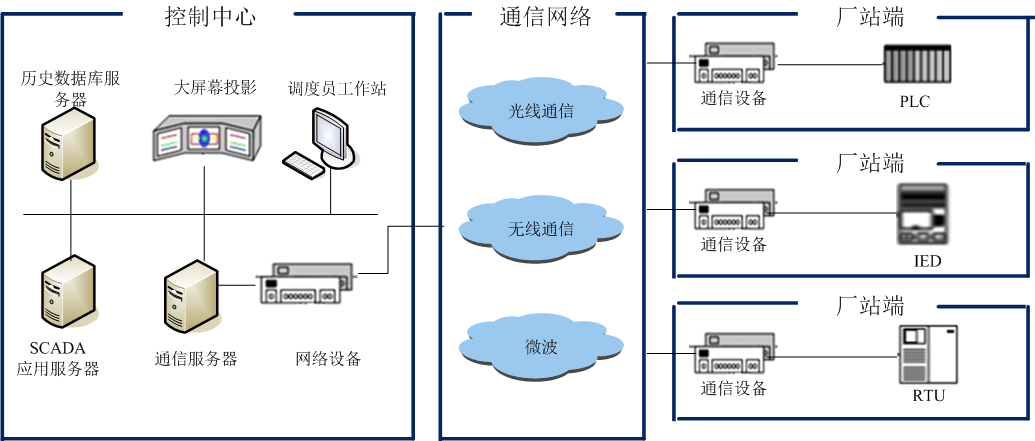 控制中心
通信网络
厂站端
历史数据库服
务器
大屏幕投影
调度员工作站
SCADA
应用服务器
通信服务器
网络设备
光线通信
无线通信
微波
通信设备
PLC
厂站端
通信设备
IED
厂站端
通信设备
RTU